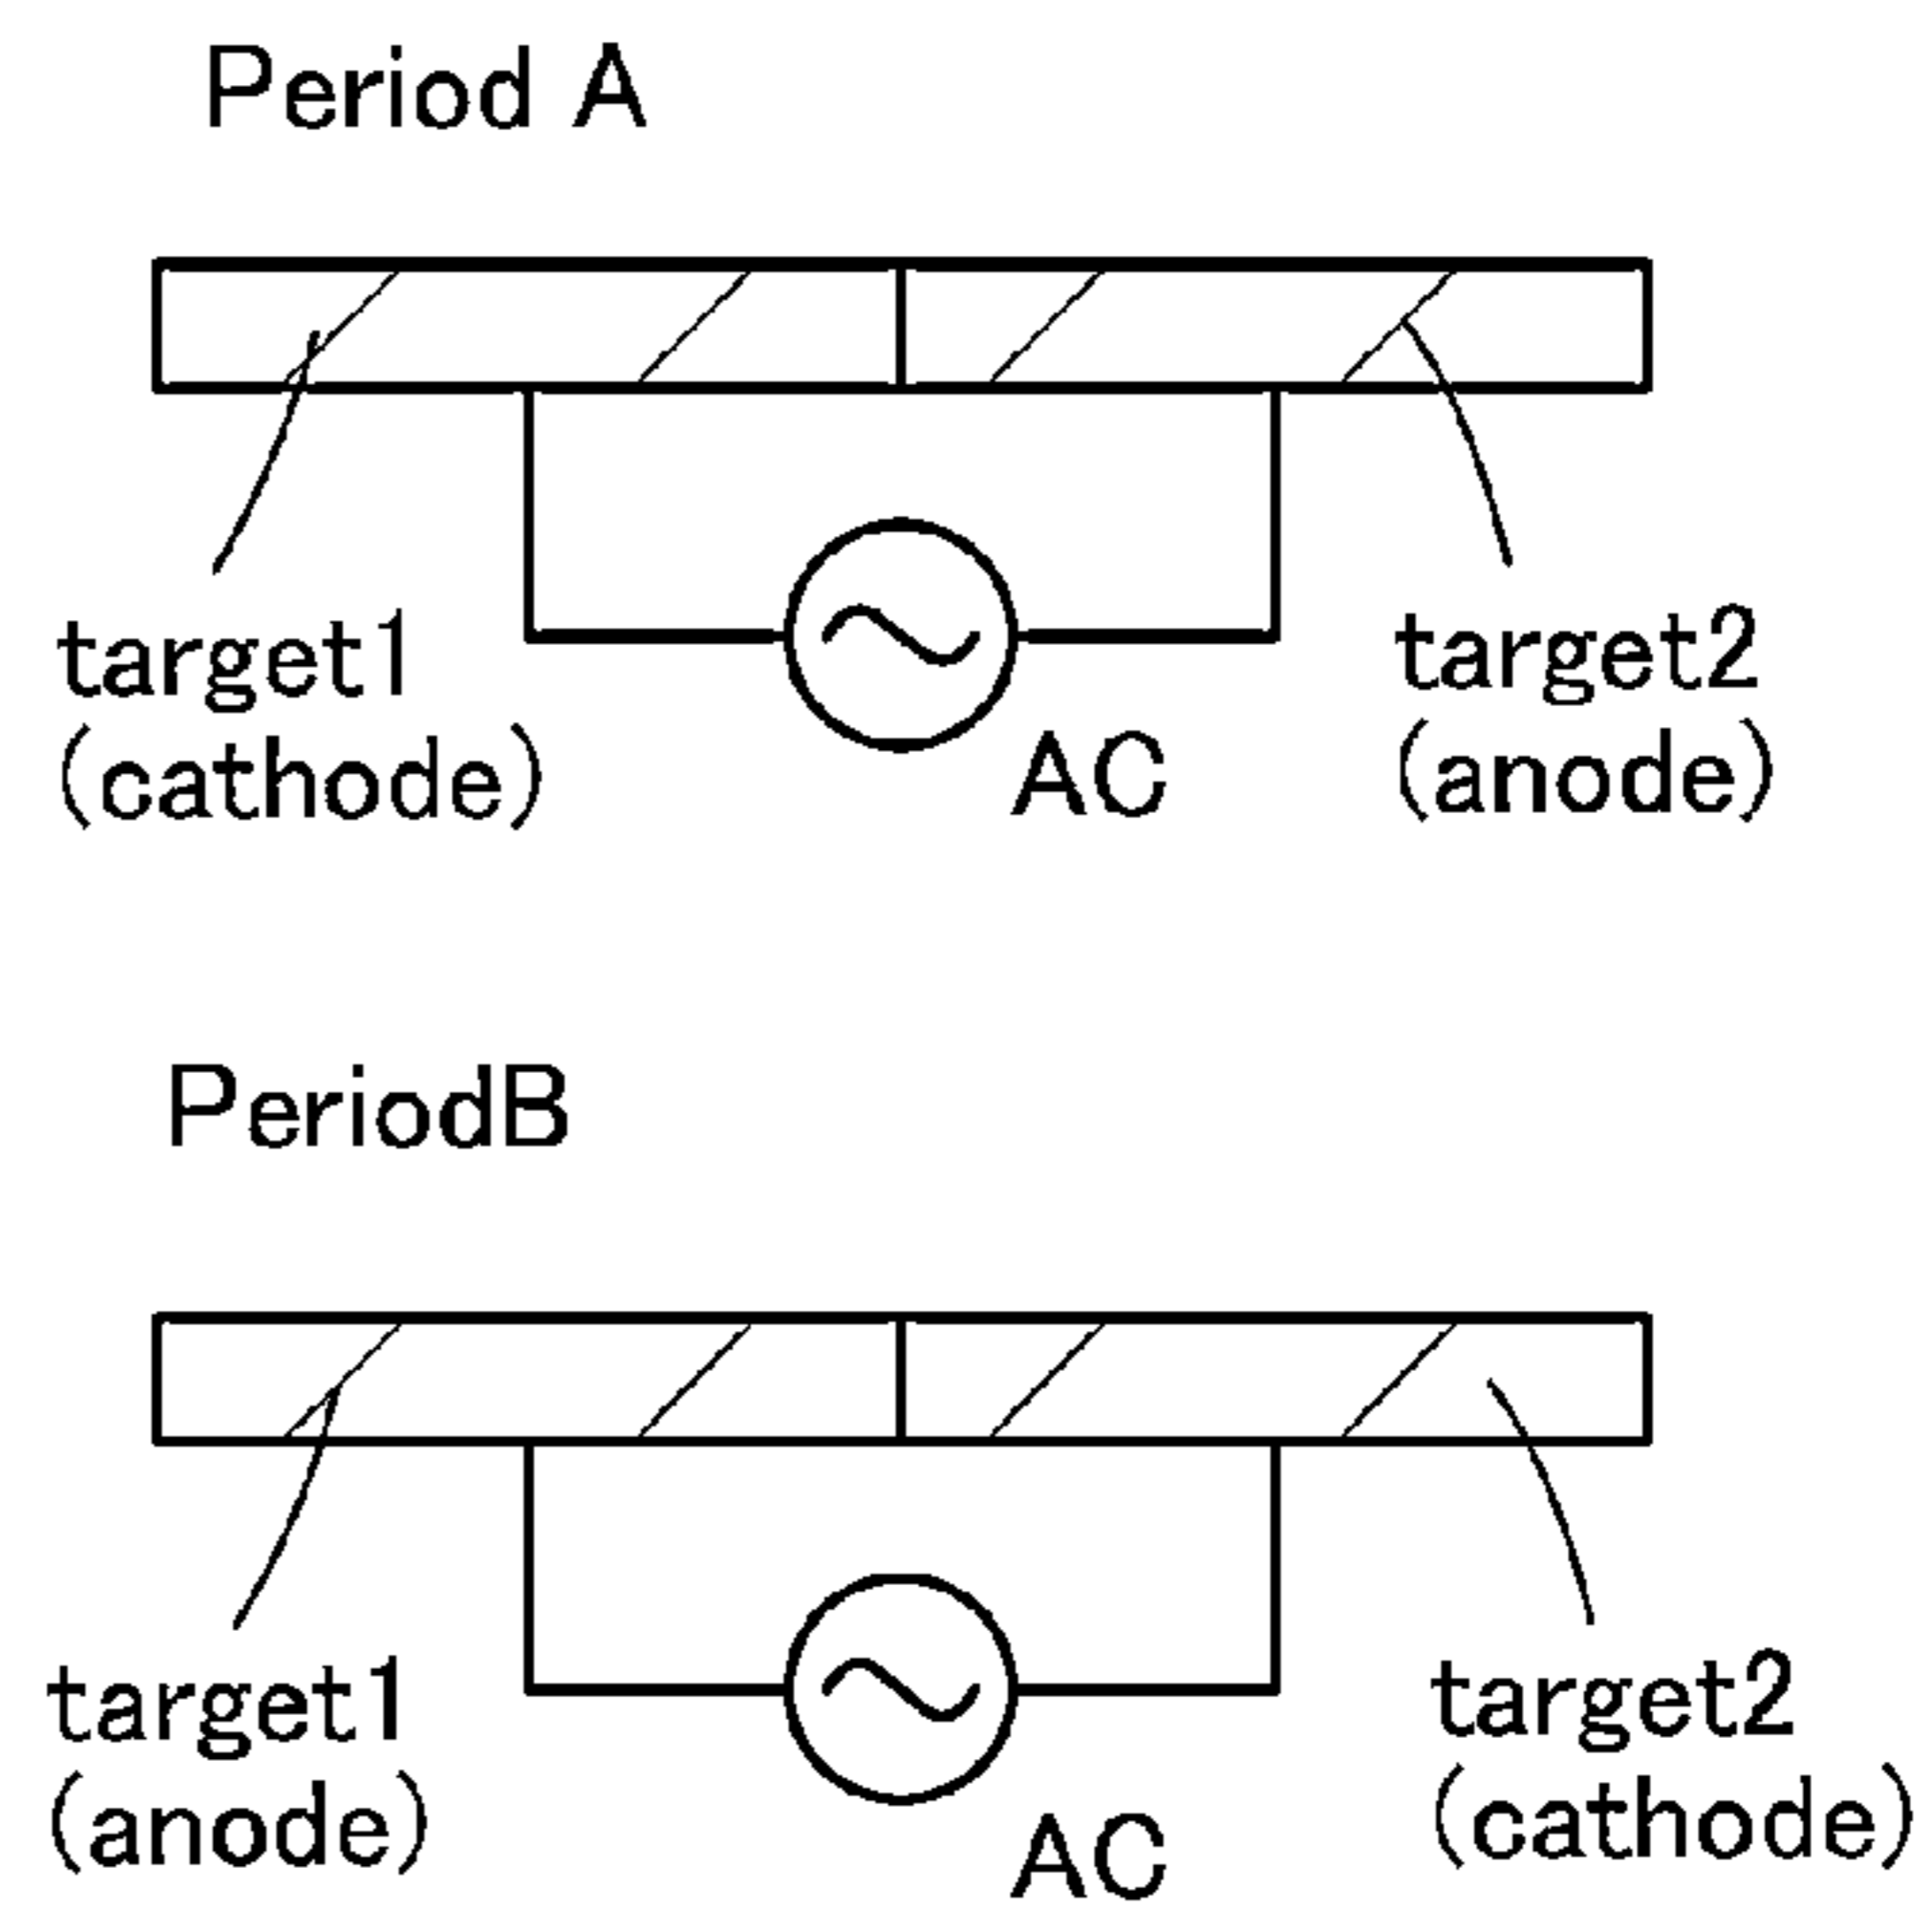 Period A
target1
(cathode)
AC
target2
(anode)
PeriodB
target1
(anode)
AC
target2
(cathode)